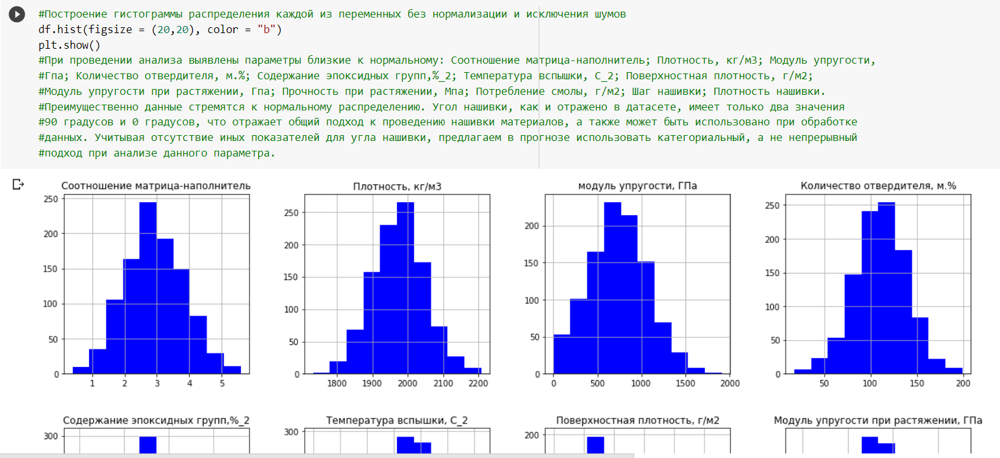 #Построение гистограммы распределения каждой из переменных без нормализации и исключения шумов
df.hist(figsize = (20,20), color = "b")
plt.show()
#При проведении анализа выявлены параметры близкие к нормальному: Соотношение матрица-наполнитель; Плотность, кг/м3; Модуль упругости,
#Гпа; Количество отвердителя, м.%; Содержание эпоксидных групп,%_2; Температура вспышки, С_2; Поверхностная плотность, г/м2;
#Модуль упругости при растяжении, Гпа; Прочность при растяжении, Мпа; Потребление смолы, г/м2; Шаг нашивки; Плотность нашивки.
#Преимущественно данные стремятся к нормальному распределению. Угол нашивки, как и отражено в датасете, имеет только два значения
#90 градусов и 0 градусов, что отражает общий подход к проведению нашивки материалов, а также может быть использовано при обработке
#данных. Учитывая отсутствие иных показателей для угла нашивки, предлагаем в прогнозе использовать категориальный, а не непрерывный
#подход при анализе данного параметра.
Соотношение матрица-наполнитель
250
200
150
100
50
0
1 2 3 4 5
Плотность, кг/м3
250
200
150
100
50
0
1800 1900 2000 2100 2200
модуль упругости, ГПа
200
150
100
50
0
0 500 1000 1500 2000
Количество отвердителя, м.%
250
200
150
100
50
0
50 100 150 200
Содержание эпоксидных групп,%_2
300
Температура вспышки, С_2
300
Поверхностная плотность, г/м2
200
Модуль упругости при растяжении, ГПа